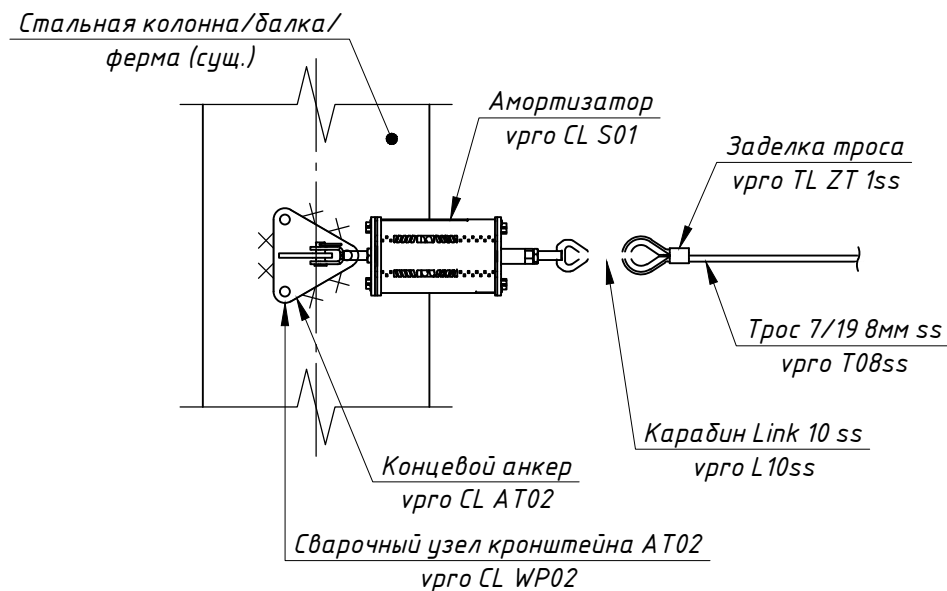 Стальная колонна/балка/
ферма (сущ.)
Амортизатор
vpro CL S01
Заделка троса
vpro TL ZT 1ss
Трос 7/19 8мм ss
vpro T08ss
Карабин Link 10 ss
vpro L10ss
Концевой анкер
vpro CL AT02
Сварочный узел кронштейна AT02
vpro CL WP02